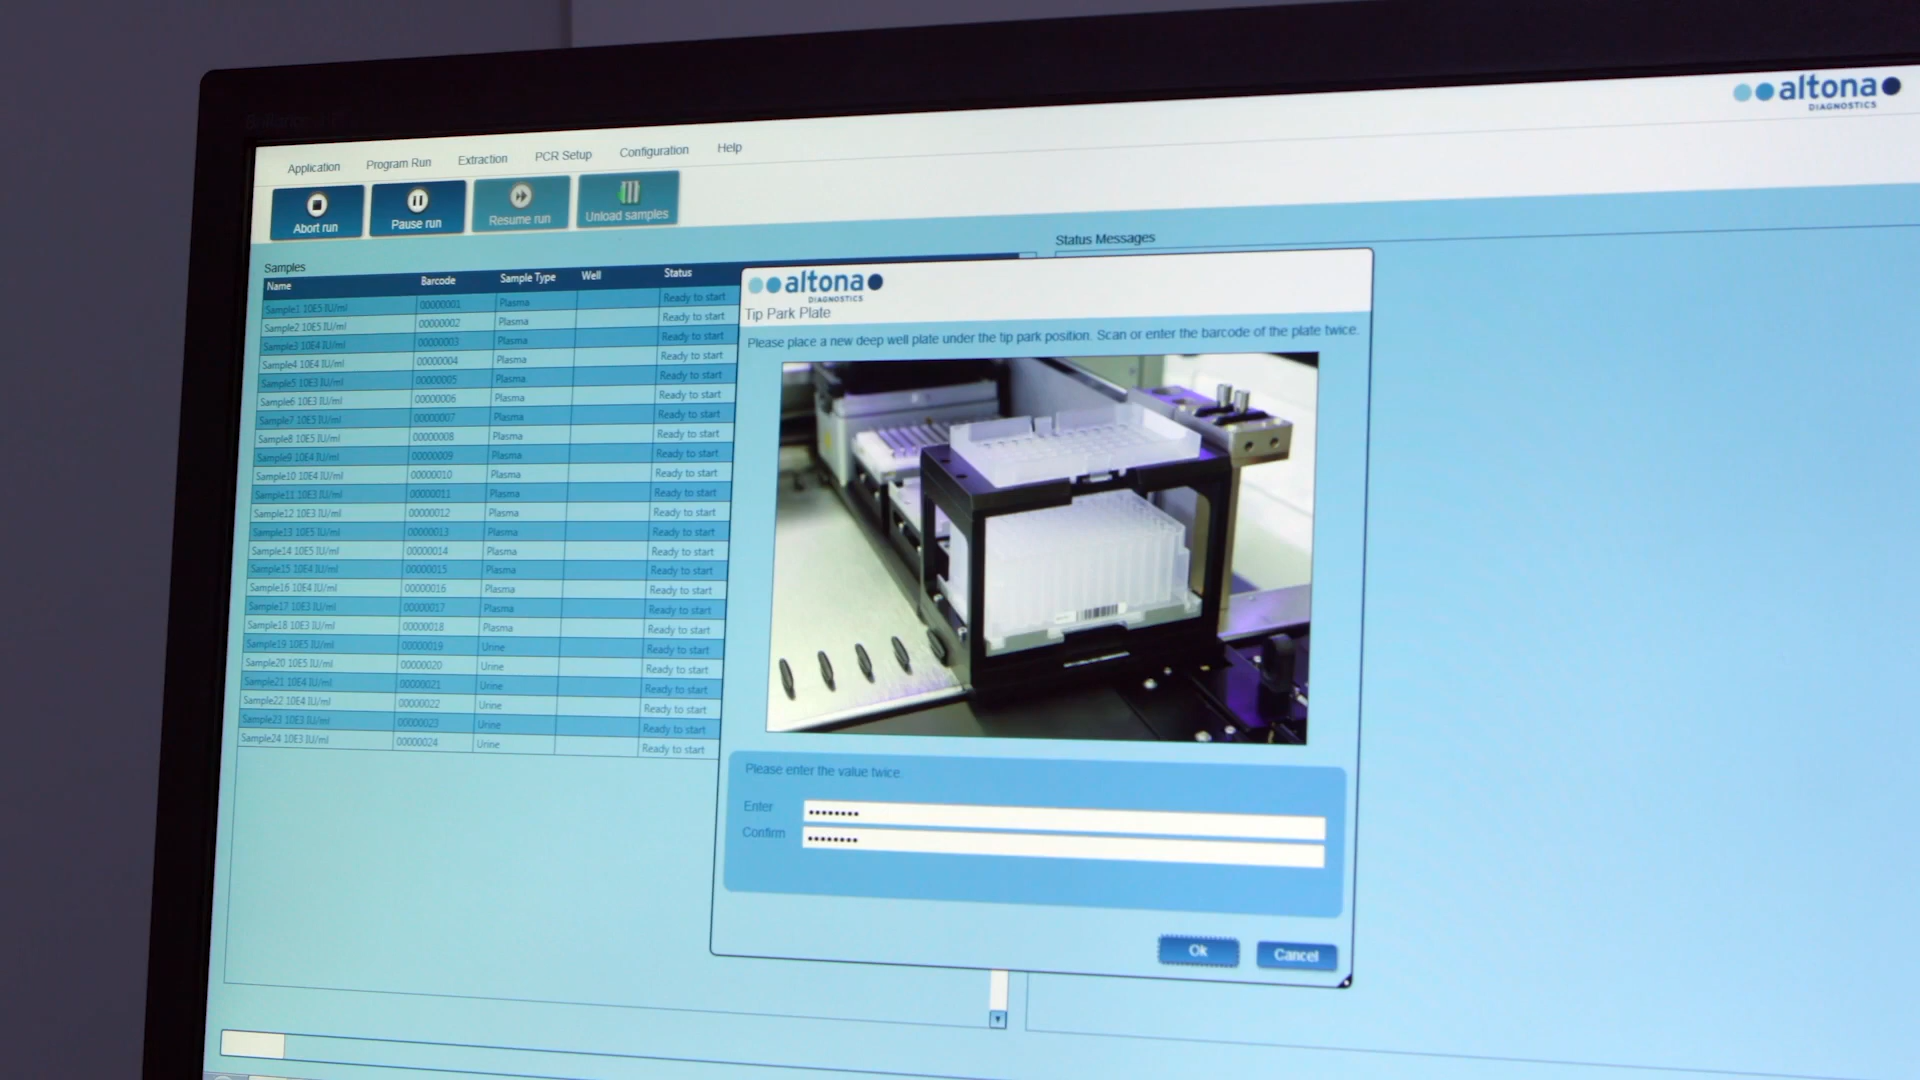 altona
DIAGNOSTICS
Application Program Run Extraction PCR Setup Configuration Help
Abort run Pause run Resume run Unload samples
Samples
Status Messages
Name Barcode Sample Type Well Status
Sample1 10E5 IU/ml 00000001 Plasma Ready to start
Sample2 10E5 IU/ml 00000002 Plasma Ready to start
Sample3 10E4 IU/ml 00000003 Plasma Ready to start
Sample4 10E4 IU/ml 00000004 Plasma Ready to start
Sample5 10E3 IU/ml 00000005 Plasma Ready to start
Sample6 10E3 IU/ml 00000006 Plasma Ready to start
Sample7 10E5 IU/ml 00000007 Plasma Ready to start
Sample8 10E5 IU/ml 00000008 Plasma Ready to start
Sample9 10E4 IU/ml 00000009 Plasma Ready to start
Sample10 10E4 IU/ml 00000010 Plasma Ready to start
Sample11 10E3 IU/ml 00000011 Plasma Ready to start
Sample12 10E3 IU/ml 00000012 Plasma Ready to start
Sample13 10E5 IU/ml 00000013 Plasma Ready to start
Sample14 10E5 IU/ml 00000014 Plasma Ready to start
Sample15 10E4 IU/ml 00000015 Plasma Ready to start
Sample16 10E4 IU/ml 00000016 Plasma Ready to start
Sample17 10E3 IU/ml 00000017 Plasma Ready to start
Sample18 10E3 IU/ml 00000018 Plasma Ready to start
Sample19 10E5 IU/ml 00000019 Urine Ready to start
Sample20 10E5 IU/ml 00000020 Urine Ready to start
Sample21 10E4 IU/ml 00000021 Urine Ready to start
Sample22 10E4 IU/ml 00000022 Urine Ready to start
Sample23 10E3 IU/ml 00000023 Urine Ready to start
Sample24 10E3 IU/ml 00000024 Urine Ready to start
altona
DIAGNOSTICS
Tip Park Plate
Please place a new deep well plate under the tip park position. Scan or enter the barcode of the plate twice.
Please enter the value twice.
Enter ••••••••
Confirm ••••••••
Ok Cancel